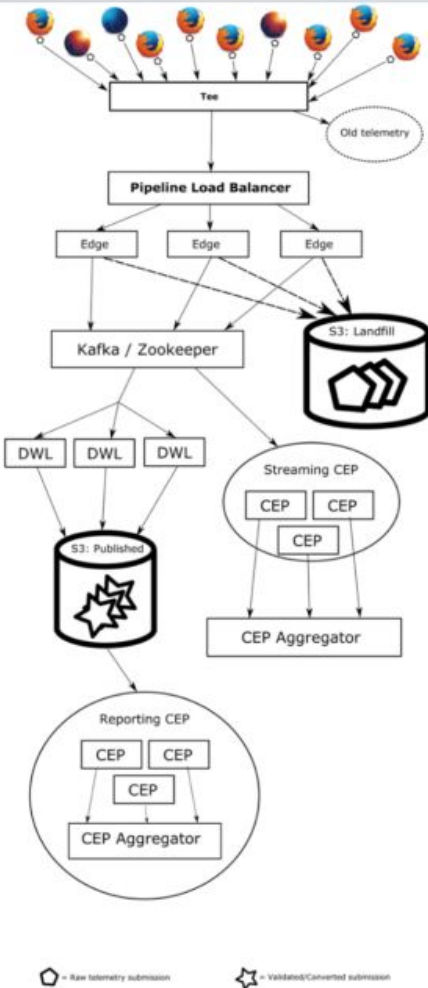 Tee
Old telemetry
Pipeline Load Balancer
Edge
Edge
Edge
S3: Landfill
Kafka / Zookeeper
DWL
DWL
DWL
Streaming CEP
CEP
CEP
CEP
S3: Published
CEP Aggregator
Reporting CEP
CEP
CEP
CEP
CEP Aggregator
= Raw telemetry submission
= Validated/Converted submission